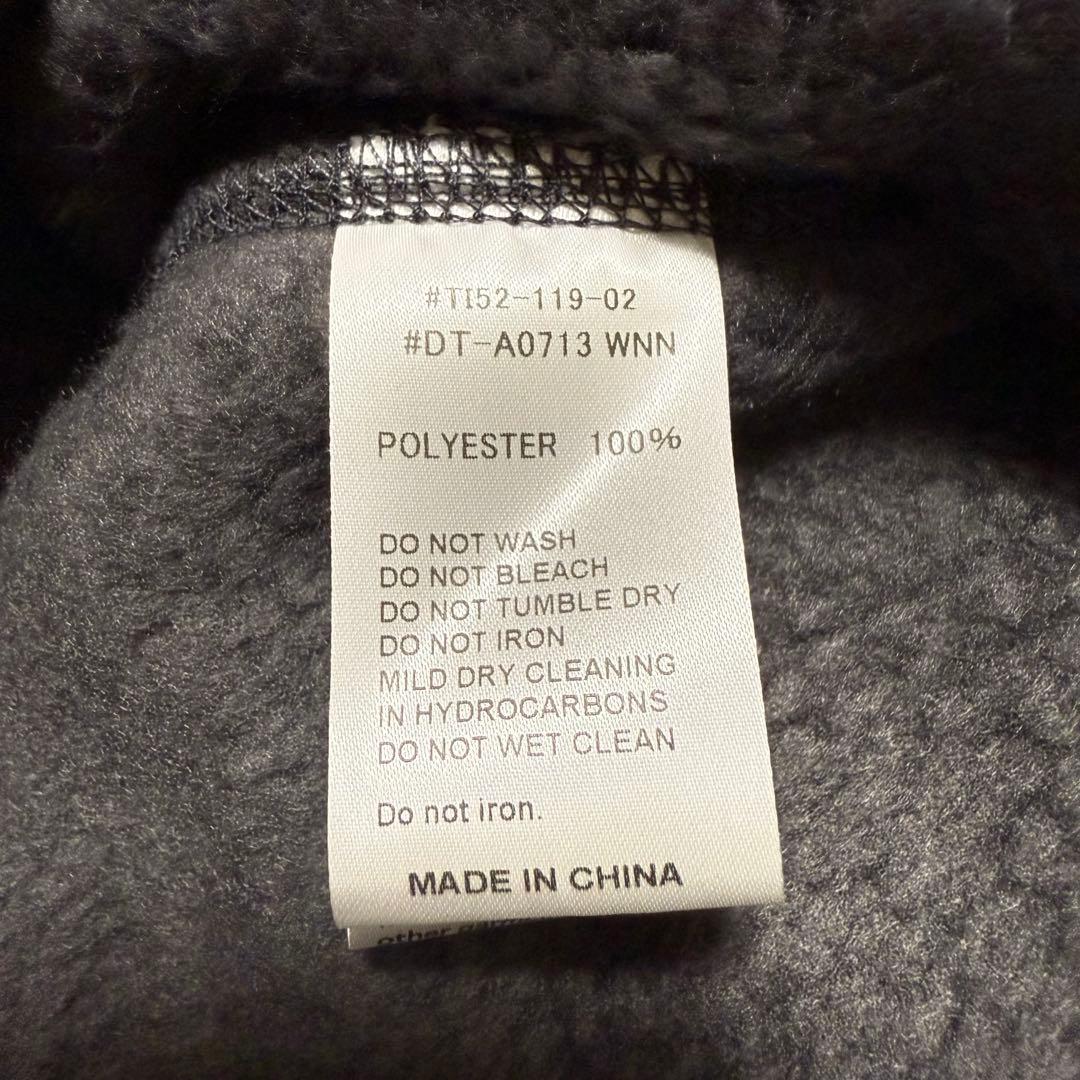 #TI52-119-02
#DT-A0713 WNN
POLYESTER 100%
DO NOT WASH
DO NOT BLEACH
DO NOT TUMBLE DRY
DO NOT IRON
MILD DRY CLEANING
IN HYDROCARBONS
DO NOT WET CLEAN
Do not iron.
MADE IN CHINA
other